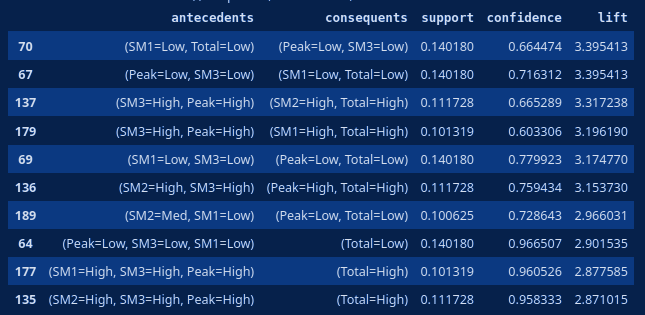 antecedents consequents support confidence lift
70 (SM1=Low, Total=Low) (Peak=Low, SM3=Low) 0.140180 0.664474 3.395413
67 (Peak=Low, SM3=Low) (SM1=Low, Total=Low) 0.140180 0.716312 3.395413
137 (SM3=High, Peak=High) (SM2=High, Total=High) 0.111728 0.665289 3.317238
179 (SM3=High, Peak=High) (SM1=High, Total=High) 0.101319 0.603306 3.196190
69 (SM1=Low, SM3=Low) (Peak=Low, Total=Low) 0.140180 0.779923 3.174770
136 (SM2=High, SM3=High) (Peak=High, Total=High) 0.111728 0.759434 3.153730
189 (SM2=Med, SM1=Low) (Peak=Low, Total=Low) 0.100625 0.728643 2.966031
64 (Peak=Low, SM3=Low, SM1=Low) (Total=Low) 0.140180 0.966507 2.901535
177 (SM1=High, SM3=High, Peak=High) (Total=High) 0.101319 0.960526 2.877585
135 (SM2=High, SM3=High, Peak=High) (Total=High) 0.111728 0.958333 2.871015